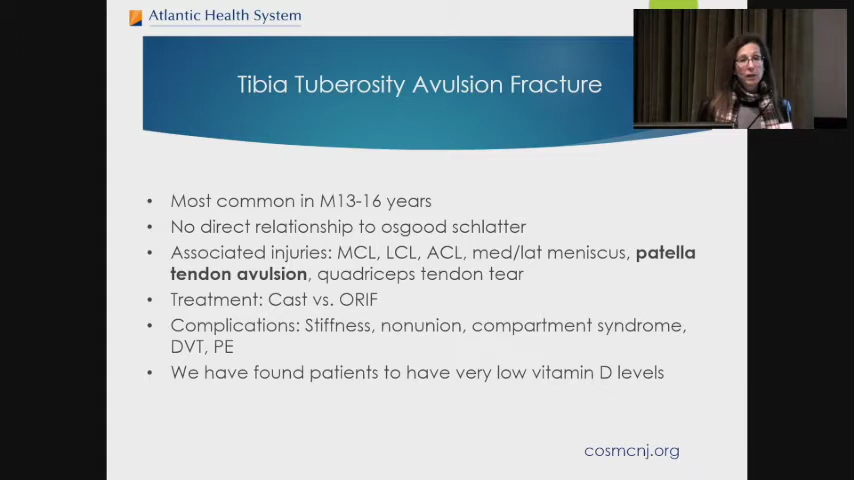 Atlantic Health System
Tibia Tuberosity Avulsion Fracture
• Most common in M13-16 years
• No direct relationship to osgood schlatter
• Associated injuries: MCL, LCL, ACL, med/lat meniscus, patella
tendon avulsion, quadriceps tendon tear
• Treatment: Cast vs. ORIF
• Complications: Stiffness, nonunion, compartment syndrome,
DVT, PE
• We have found patients to have very low vitamin D levels
cosmcnj.org